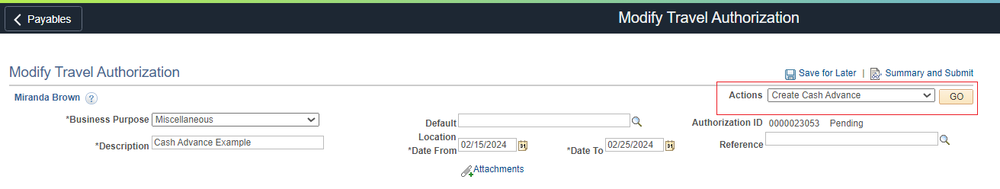 Payables
Modify Travel Authorization
Modify Travel Authorization
Save for Later | Summary and Submit
Miranda Brown ?
Actions Create Cash Advance GO
*Business Purpose Miscellaneous
Default Location
Authorization ID 0000023053 Pending
*Description Cash Advance Example
*Date From 02/15/2024 31 *Date To 02/25/2024 31
Reference
Attachments